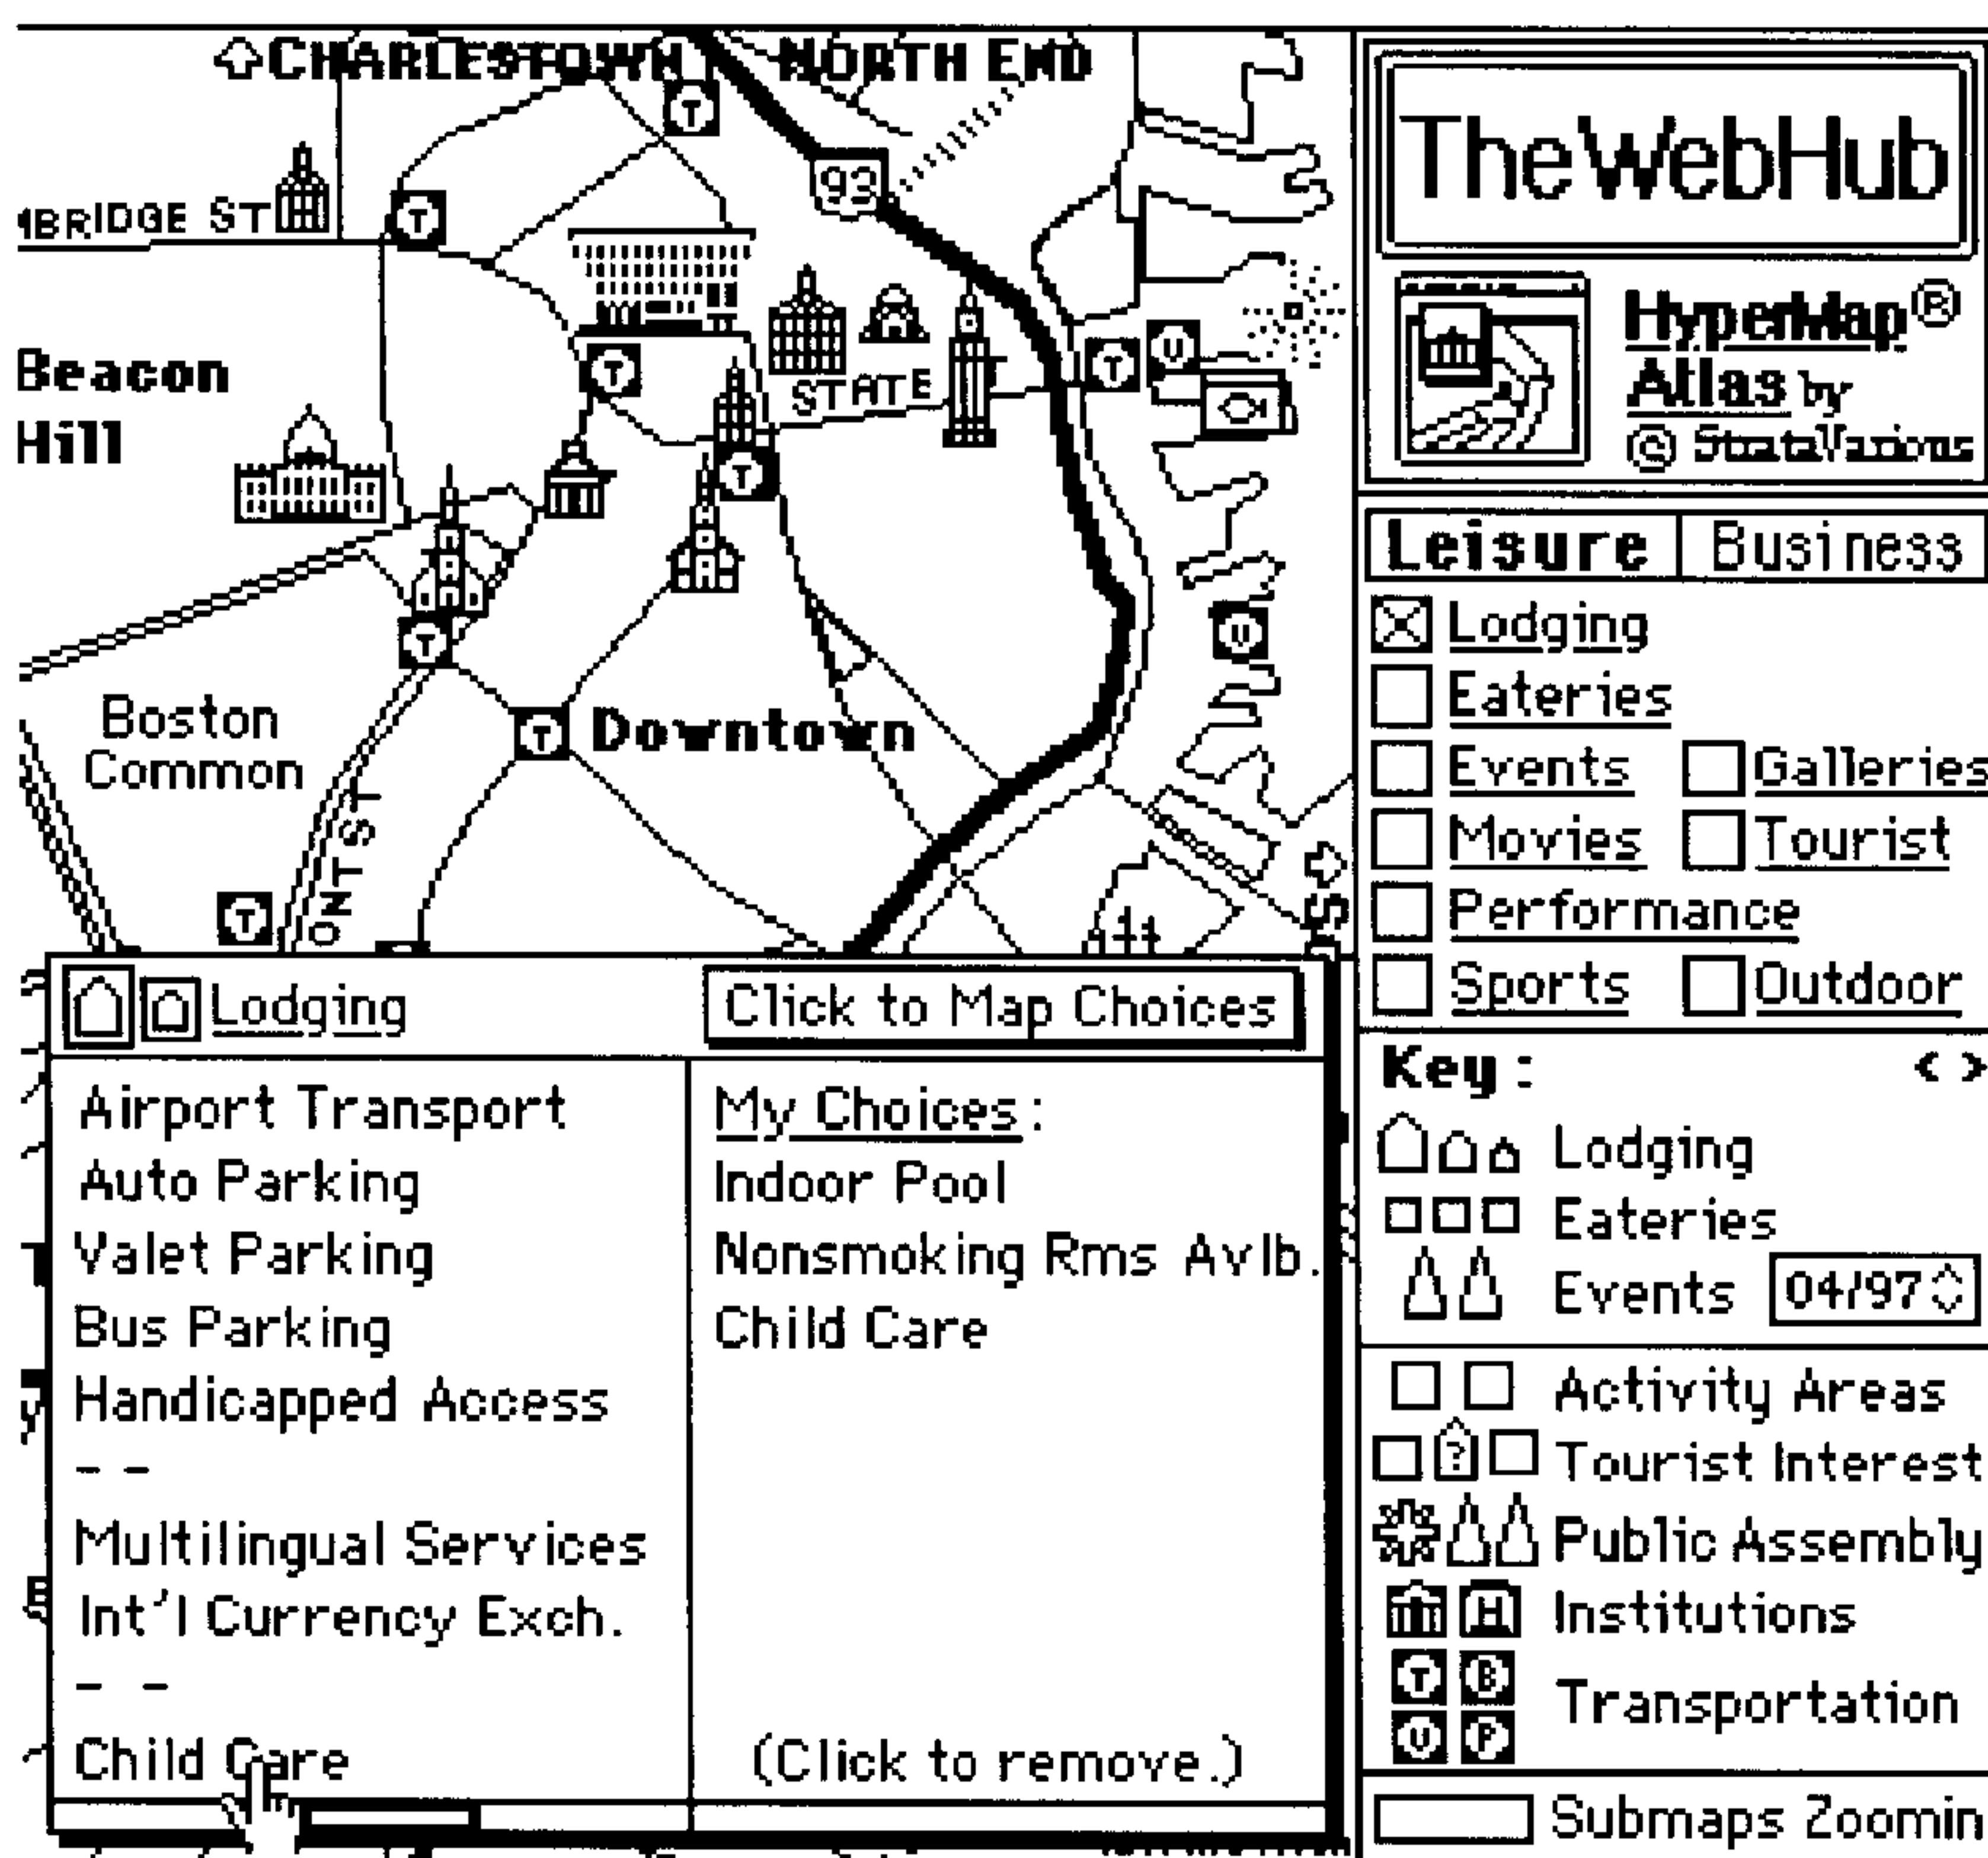 CHARLESTOWN
NORTH END
T
93
BRIDGE ST
T
Beacon
Hill
T
STATE
T
U
T
T
U
Boston
Common
T
Downtown
ONT ST
T
TheWebHub
HyperMap®
Atlas by
© StrataVarious
Leisure Business
Lodging
Eateries
Events Galleries
Movies Tourist
Performance
Sports Outdoor
Key: < >
Lodging
Eateries
Events 04/97
Activity Areas
? Tourist Interest
Public Assembly
H Institutions
T B
Transportation
U P
Submaps Zoomin
Lodging Click to Map Choices
Airport Transport
Auto Parking
Valet Parking
Bus Parking
Handicapped Access
- -
Multilingual Services
Int'l Currency Exch.
- -
Child Care
My Choices:
Indoor Pool
Nonsmoking Rms Avlb.
Child Care
(Click to remove.)